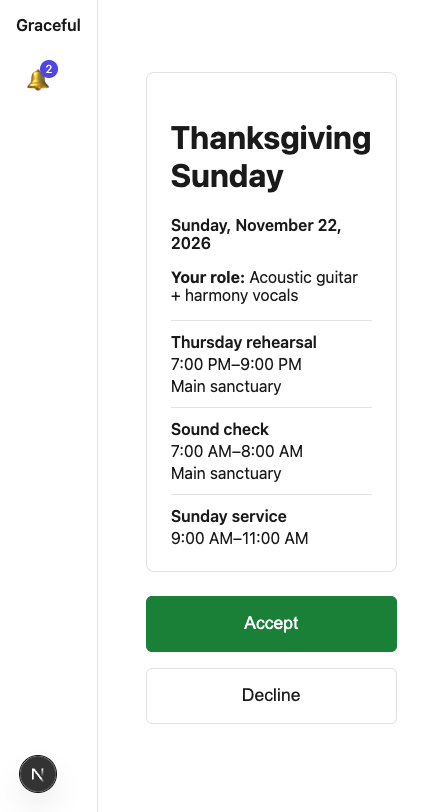 Graceful
2
Thanksgiving
Sunday
Sunday, November 22,
2026
Your role: Acoustic guitar
+ harmony vocals
Thursday rehearsal
7:00 PM–9:00 PM
Main sanctuary
Sound check
7:00 AM–8:00 AM
Main sanctuary
Sunday service
9:00 AM–11:00 AM
Accept
Decline
N